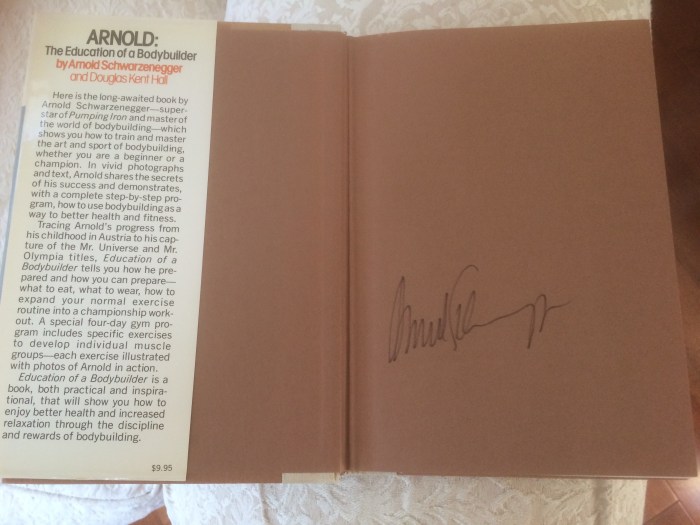 ARNOLD:
The Education of a Bodybuilder
by Arnold Schwarzenegger
and Douglas Kent Hall
Here is the long-awaited book by
Arnold Schwarzenegger—super-
star of Pumping Iron and master of
the world of bodybuilding—which
shows you how to train and master
the art and sport of bodybuilding,
whether you are a beginner or a
champion. In vivid photographs
and text, Arnold shares the secrets
of his success and demonstrates,
with a complete step-by-step pro-
gram, how to use bodybuilding as a
way to better health and fitness.
Tracing Arnold's progress from
his childhood in Austria to his cap-
ture of the Mr. Universe and Mr.
Olympia titles, Education of a
Bodybuilder tells you how he pre-
pared and how you can prepare—
what to eat, what to wear, how to
expand your normal exercise
routine into a championship work-
out. A special four-day gym pro-
gram includes specific exercises
to develop individual muscle
groups—each exercise illustrated
with photos of Arnold in action.
Education of a Bodybuilder is a
book, both practical and inspira-
tional, that will show you how to
enjoy better health and increased
relaxation through the discipline
and rewards of bodybuilding.
$9.95